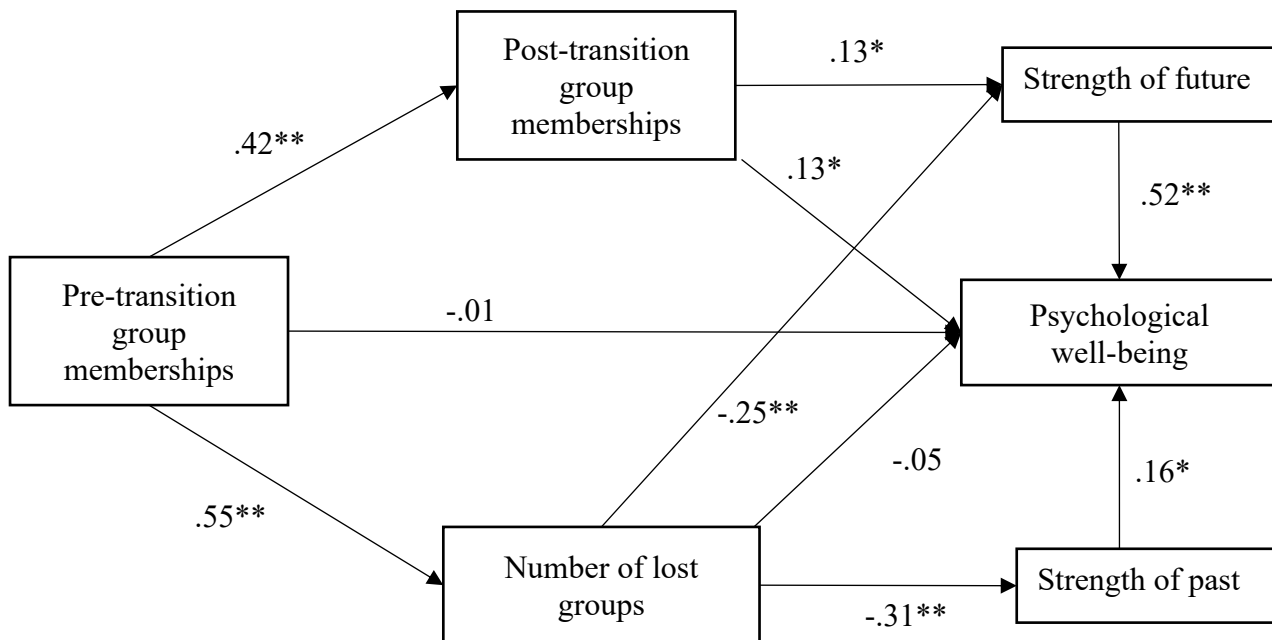 Post-transition
group
memberships
.13*
Strength of future
.42**
.13*
.52**
Pre-transition
group
memberships
-.01
Psychological
well-being
-.25**
-.05
.16*
.55**
Number of lost
groups
-.31**
Strength of past